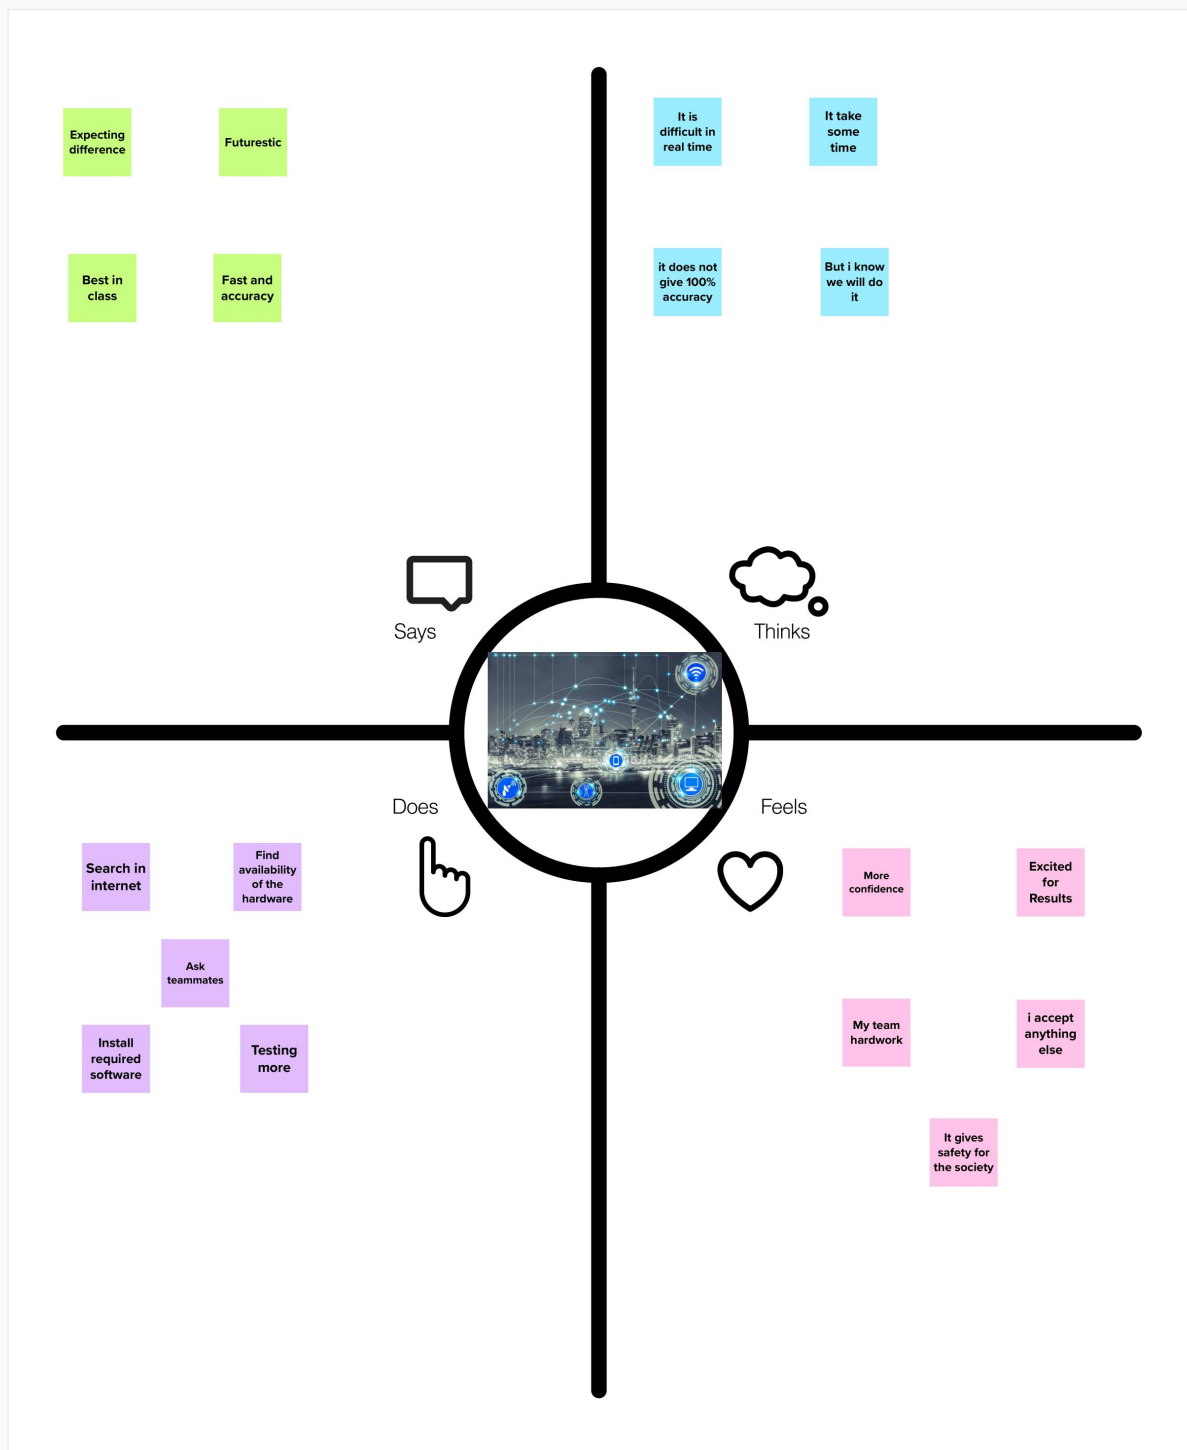 Expecting
difference
Futurestic
Best in
class
Fast and
accuracy
It is
difficult in
real time
It take
some
time
it does not
give 100%
accuracy
But i know
we will do
it
Says
Thinks
Does
Feels
Search in
internet
Find
availability
of the
hardware
Ask
teammates
Install
required
software
Testing
more
More
confidence
Excited
for
Results
My team
hardwork
i accept
anything
else
It gives
safety for
the society